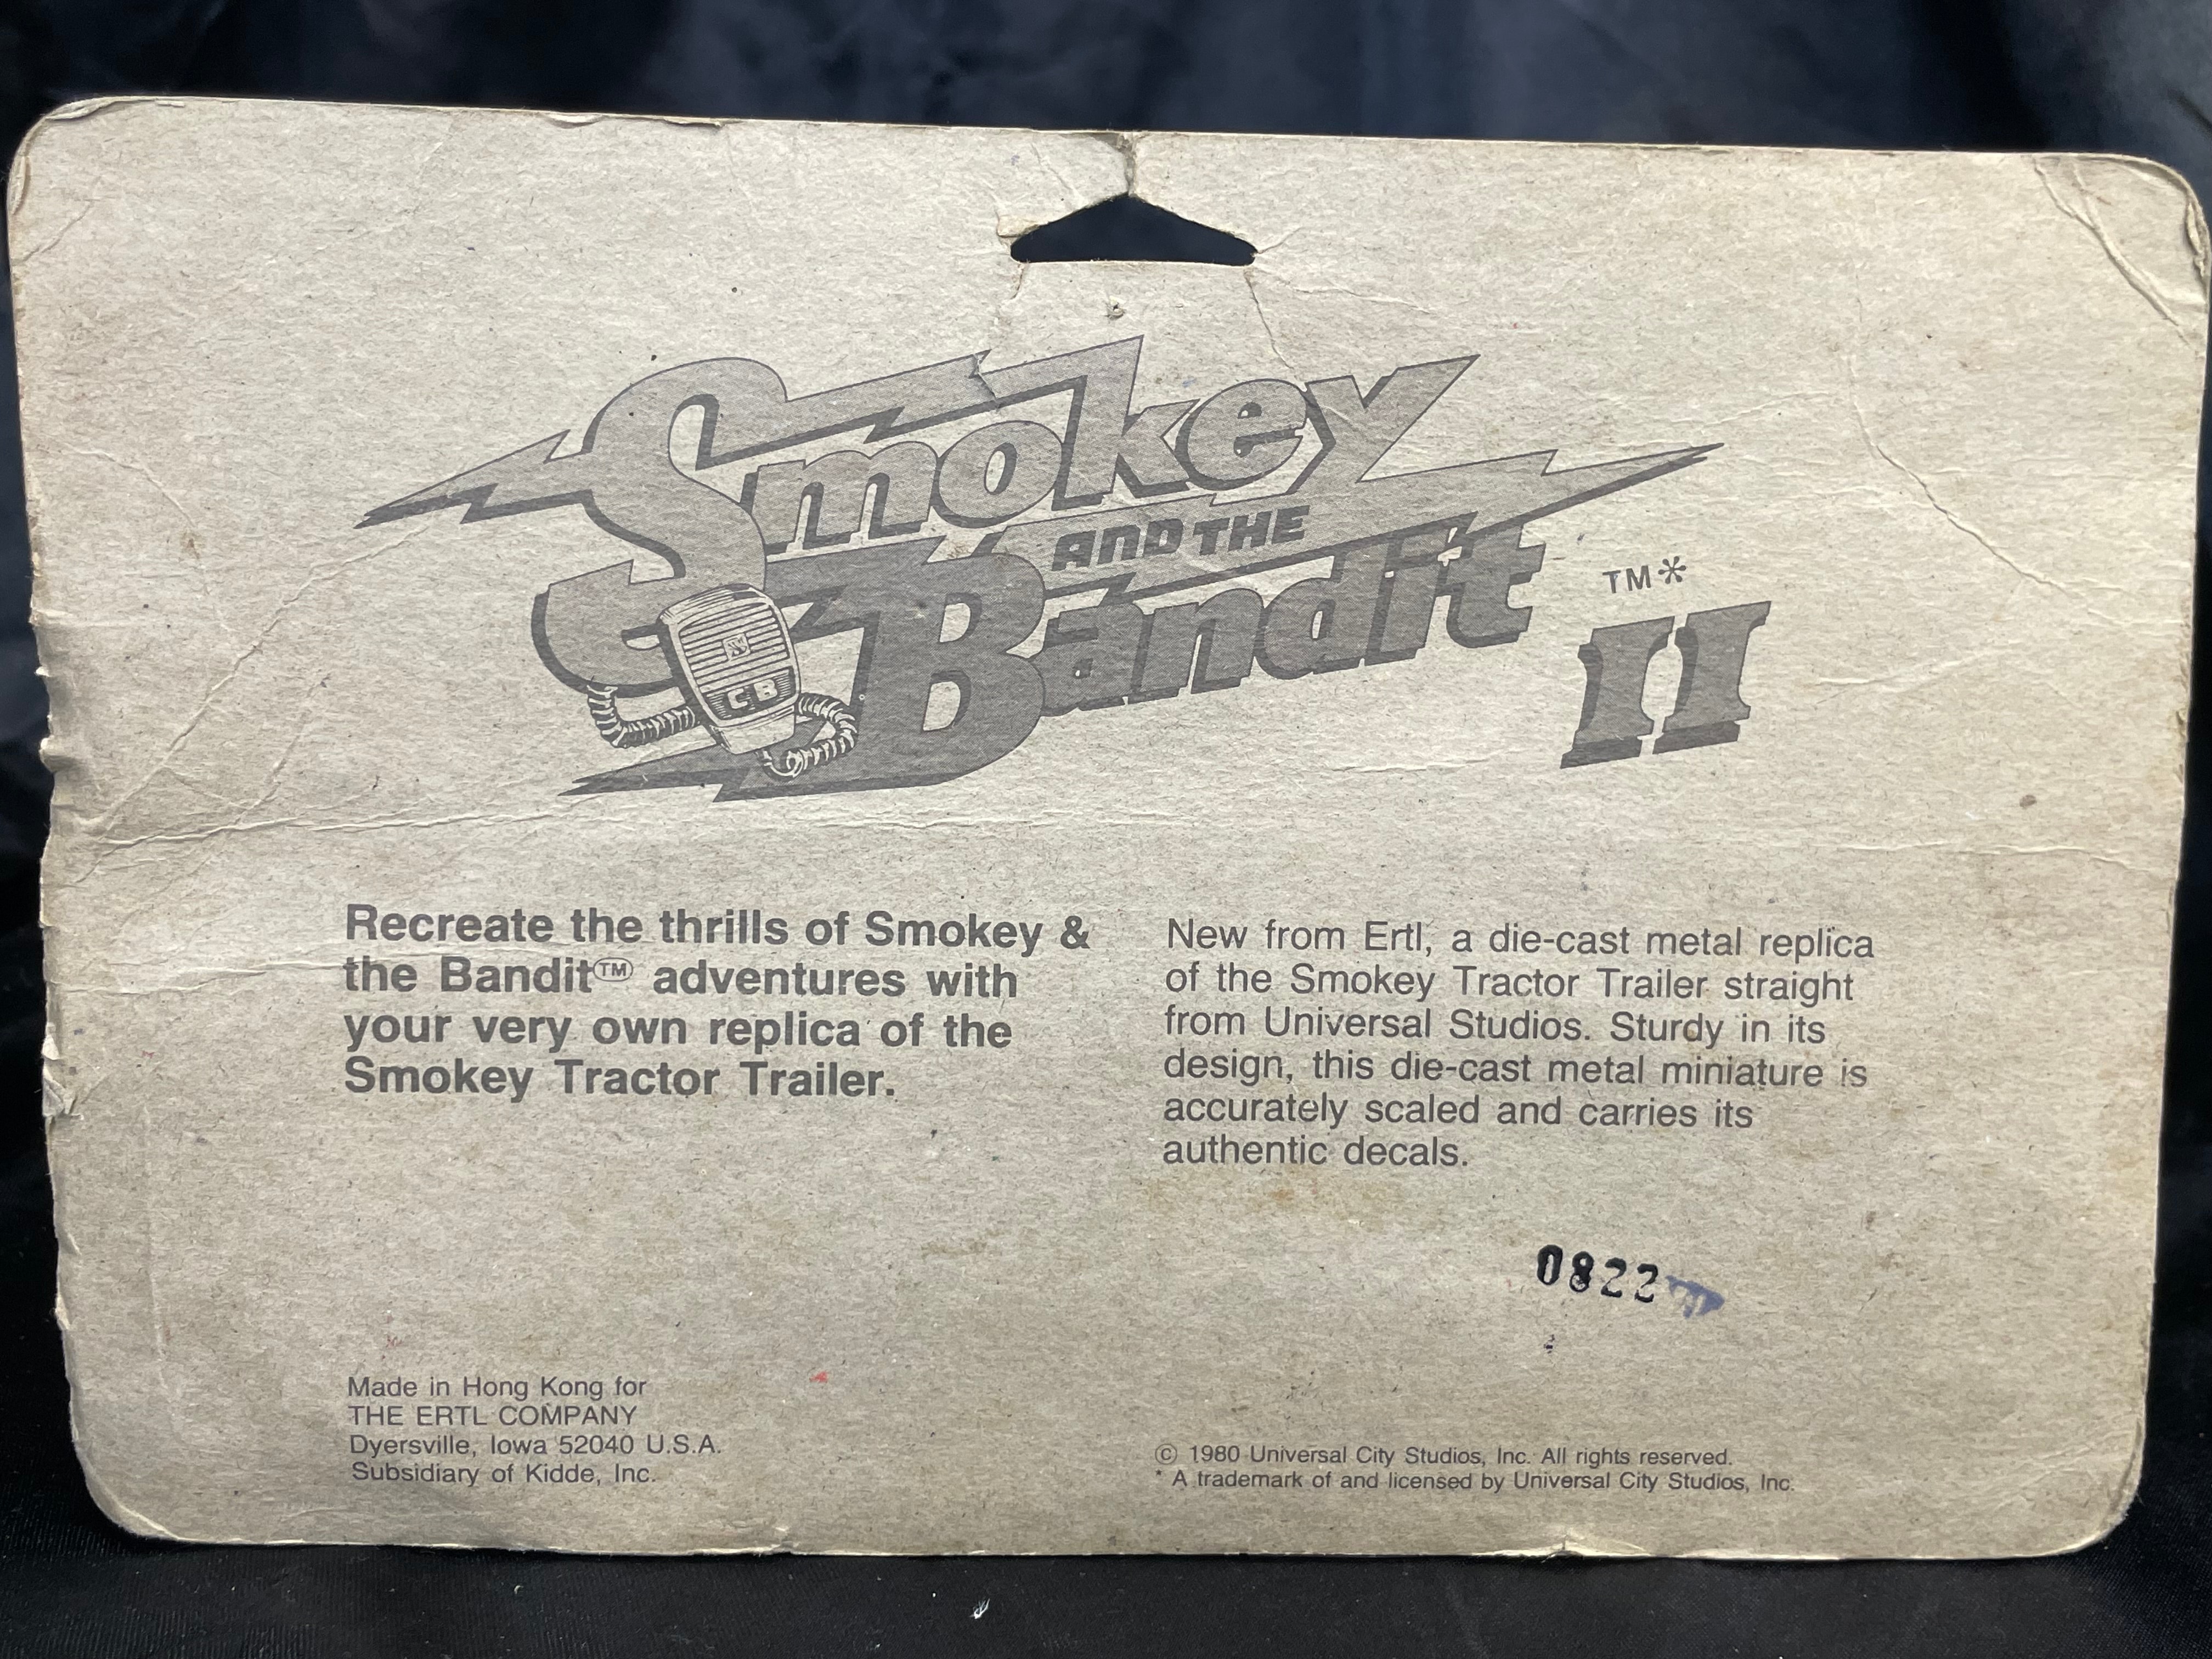 Smokey
AND THE
Bandit
TM*
II
CB
Recreate the thrills of Smokey &
the Bandit™ adventures with
your very own replica of the
Smokey Tractor Trailer.
New from Ertl, a die-cast metal replica
of the Smokey Tractor Trailer straight
from Universal Studios. Sturdy in its
design, this die-cast metal miniature is
accurately scaled and carries its
authentic decals.
0822
Made in Hong Kong for
THE ERTL COMPANY
Dyersville, Iowa 52040 U.S.A.
Subsidiary of Kidde, Inc.
© 1980 Universal City Studios, Inc. All rights reserved.
* A trademark of and licensed by Universal City Studios, Inc.